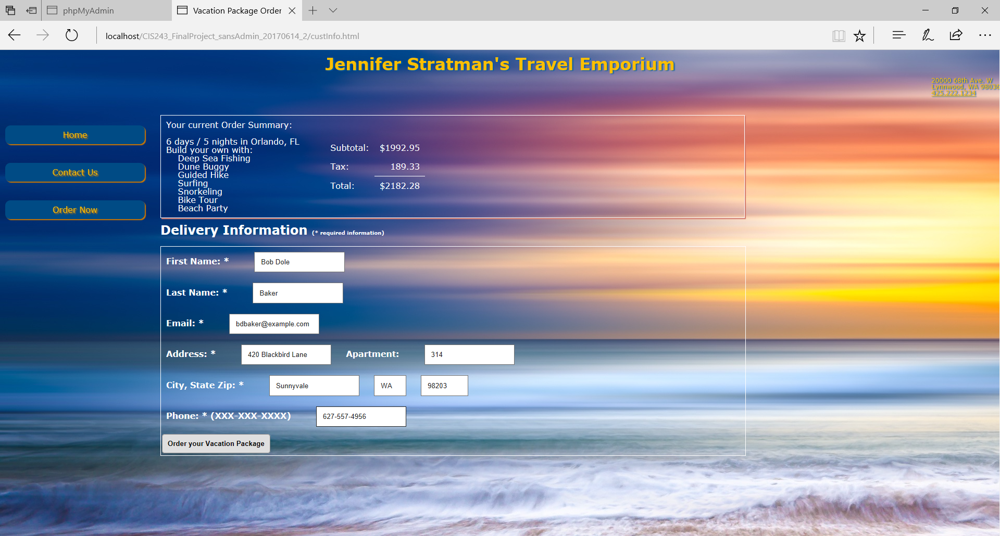 phpMyAdmin
Vacation Package Order
localhost/CIS243_FinalProject_sansAdmin_20170614_2/custInfo.html
Jennifer Stratman's Travel Emporium
20000 68th Ave. W
Lynnwood, WA 98036
425.222.1234
Home
Contact Us
Order Now
Your current Order Summary:
6 days / 5 nights in Orlando, FL
Build your own with:
Deep Sea Fishing
Dune Buggy
Guided Hike
Surfing
Snorkeling
Bike Tour
Beach Party
Subtotal: $1992.95
Tax: 189.33
Total: $2182.28
Delivery Information (* required information)
First Name: * Bob Dole
Last Name: * Baker
Email: * bdbaker@example.com
Address: * 420 Blackbird Lane Apartment: 314
City, State Zip: * Sunnyvale WA 98203
Phone: * (XXX-XXX-XXXX) 627-557-4956
Order your Vacation Package